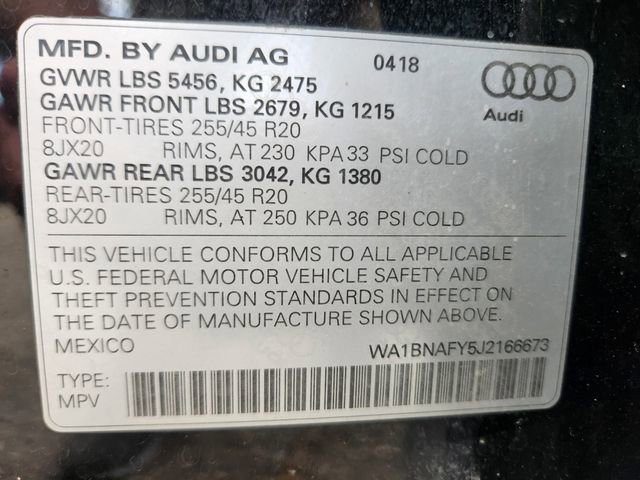 MFD. BY AUDI AG 0418
GVWR LBS 5456, KG 2475
GAWR FRONT LBS 2679, KG 1215
Audi
FRONT-TIRES 255/45 R20
8JX20 RIMS, AT 230 KPA 33 PSI COLD
GAWR REAR LBS 3042, KG 1380
REAR-TIRES 255/45 R20
8JX20 RIMS, AT 250 KPA 36 PSI COLD
THIS VEHICLE CONFORMS TO ALL APPLICABLE
U.S. FEDERAL MOTOR VEHICLE SAFETY AND
THEFT PREVENTION STANDARDS IN EFFECT ON
THE DATE OF MANUFACTURE SHOWN ABOVE.
MEXICO WA1BNAFY5J2166673
TYPE:
MPV